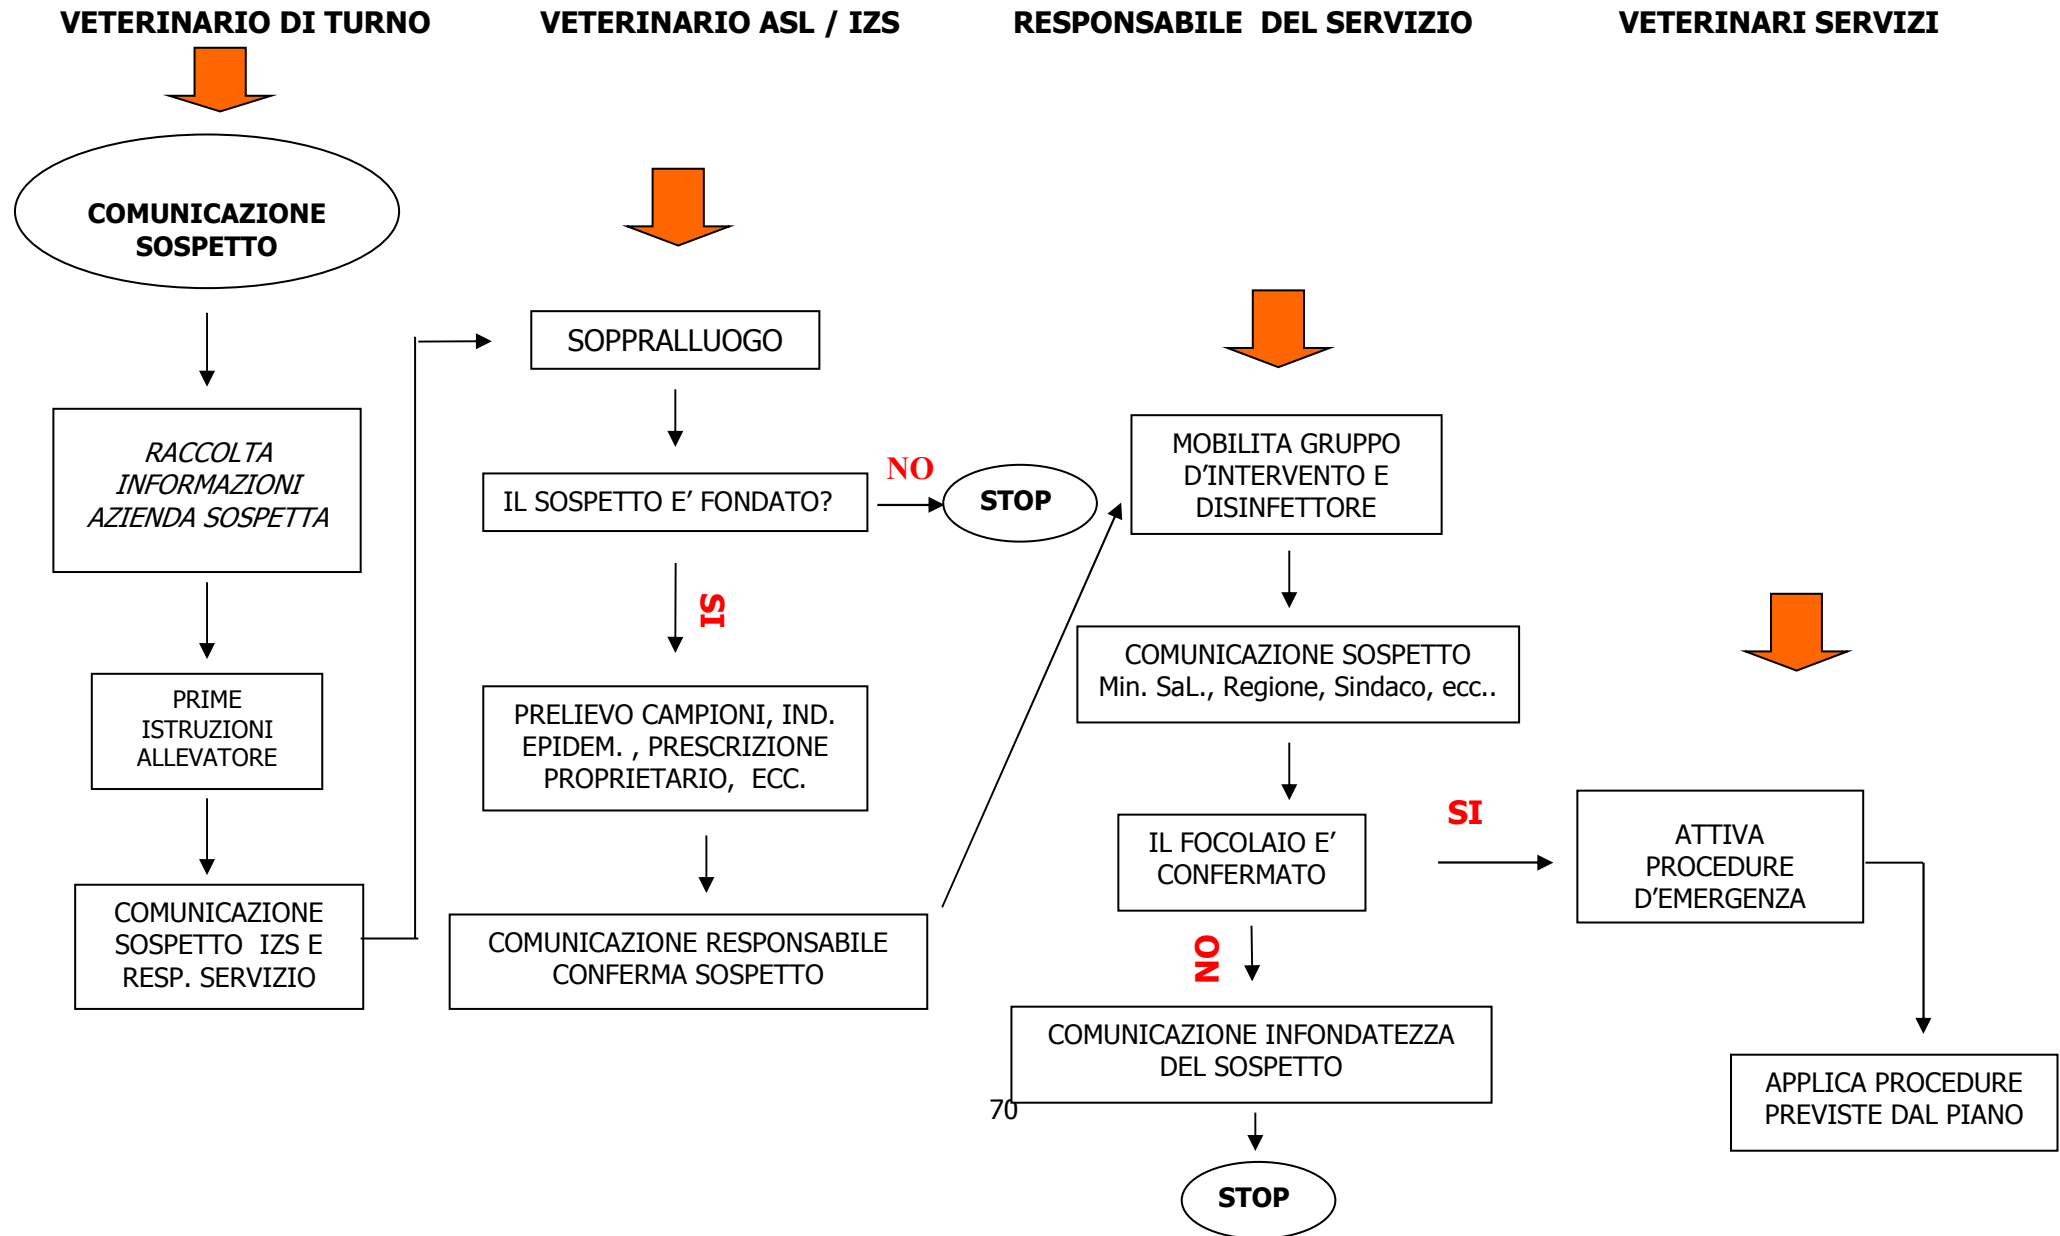 VETERINARIO DI TURNO
VETERINARIO ASL / IZS
RESPONSABILE DEL SERVIZIO
VETERINARI SERVIZI
COMUNICAZIONE
SOSPETTO
RACCOLTA
INFORMAZIONI
AZIENDA SOSPETTA
PRIME
ISTRUZIONI
ALLEVATORE
COMUNICAZIONE
SOSPETTO IZS E
RESP. SERVIZIO
SOPPRALLUOGO
IL SOSPETTO E’ FONDATO?
NO
STOP
SI
PRELIEVO CAMPIONI, IND.
EPIDEM. , PRESCRIZIONE
PROPRIETARIO, ECC.
COMUNICAZIONE RESPONSABILE
CONFERMA SOSPETTO
MOBILITA GRUPPO
D’INTERVENTO E
DISINFETTORE
COMUNICAZIONE SOSPETTO
Min. SaL., Regione, Sindaco, ecc..
IL FOCOLAIO E’
CONFERMATO
SI
NO
COMUNICAZIONE INFONDATEZZA
DEL SOSPETTO
70
STOP
ATTIVA
PROCEDURE
D’EMERGENZA
APPLICA PROCEDURE
PREVISTE DAL PIANO